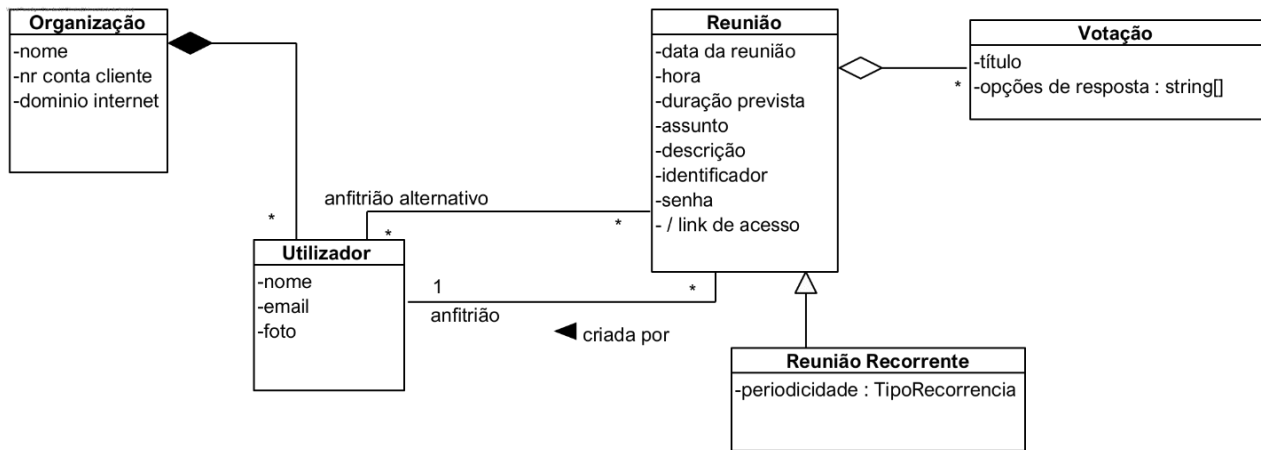 Organização
-nome
-nr conta cliente
-dominio internet
*
Reunião
-data da reunião
-hora
-duração prevista
-assunto
-descrição
-identificador
-senha
- / link de acesso
*
Votação
-título
-opções de resposta : string[]
anfitrião alternativo
*
*
Utilizador
-nome
-email
-foto
1
*
anfitrião
criada por
Reunião Recorrente
-periodicidade : TipoRecorrencia